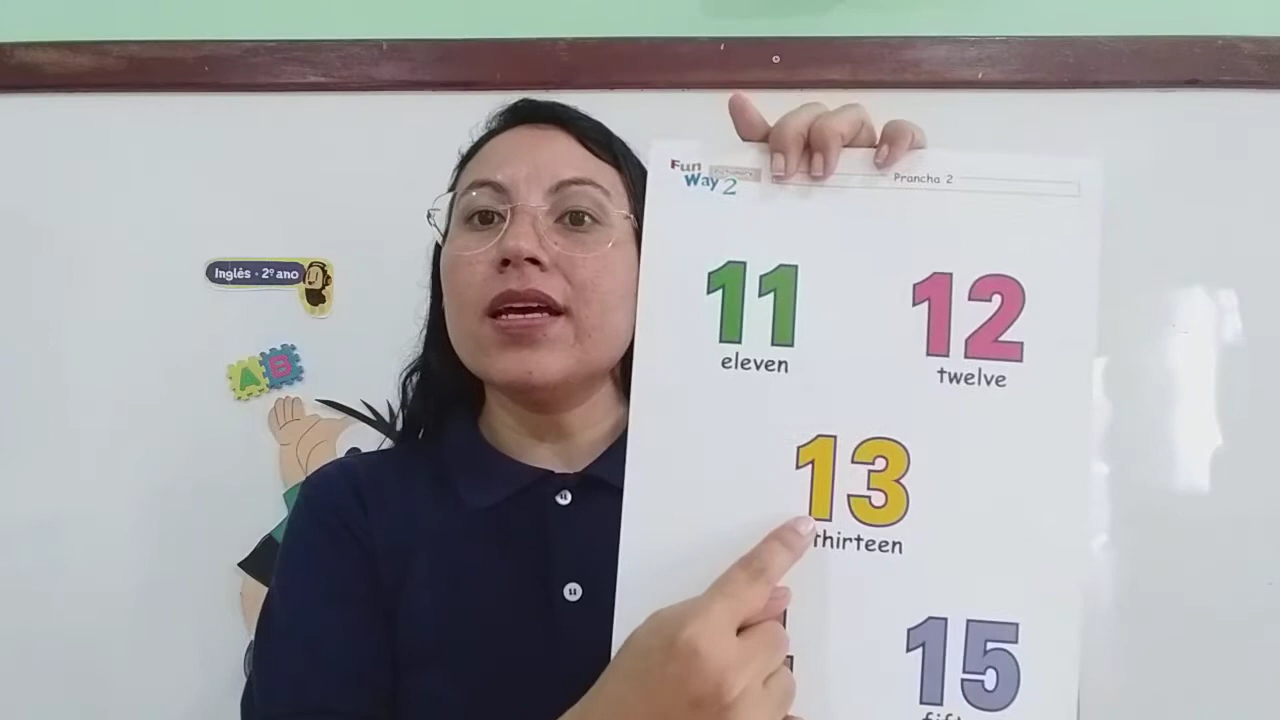 Fun
Way 2
Prancha 2
11
12
eleven
twelve
Inglês · 2º ano
A B
13
thirteen
15